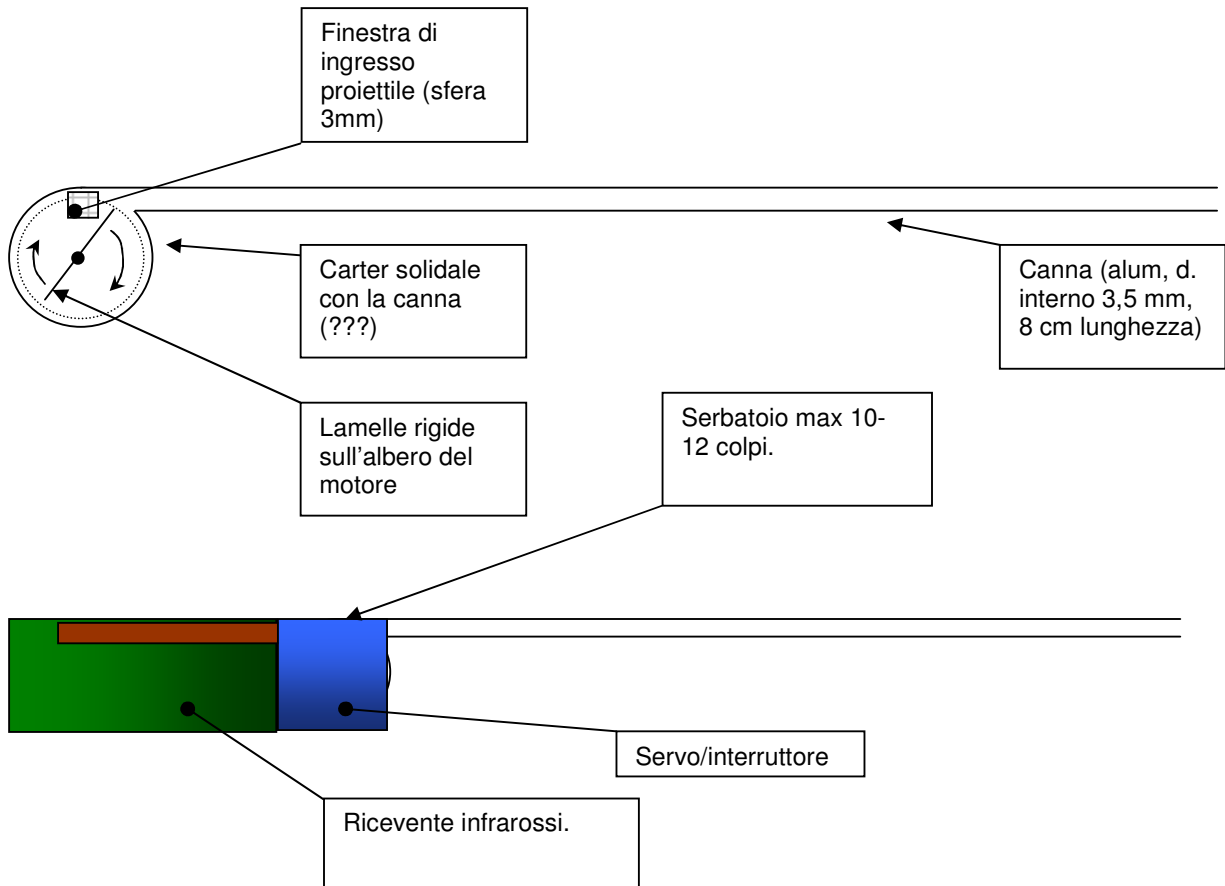 Finestra di
ingresso
proiettile (sfera
3mm)
Carter solidale
con la canna
(???)
Canna (alum, d.
interno 3,5 mm,
8 cm lunghezza)
Lamelle rigide
sull'albero del
motore
Serbatoio max 10-
12 colpi.
Servo/interruttore
Ricevente infrarossi.